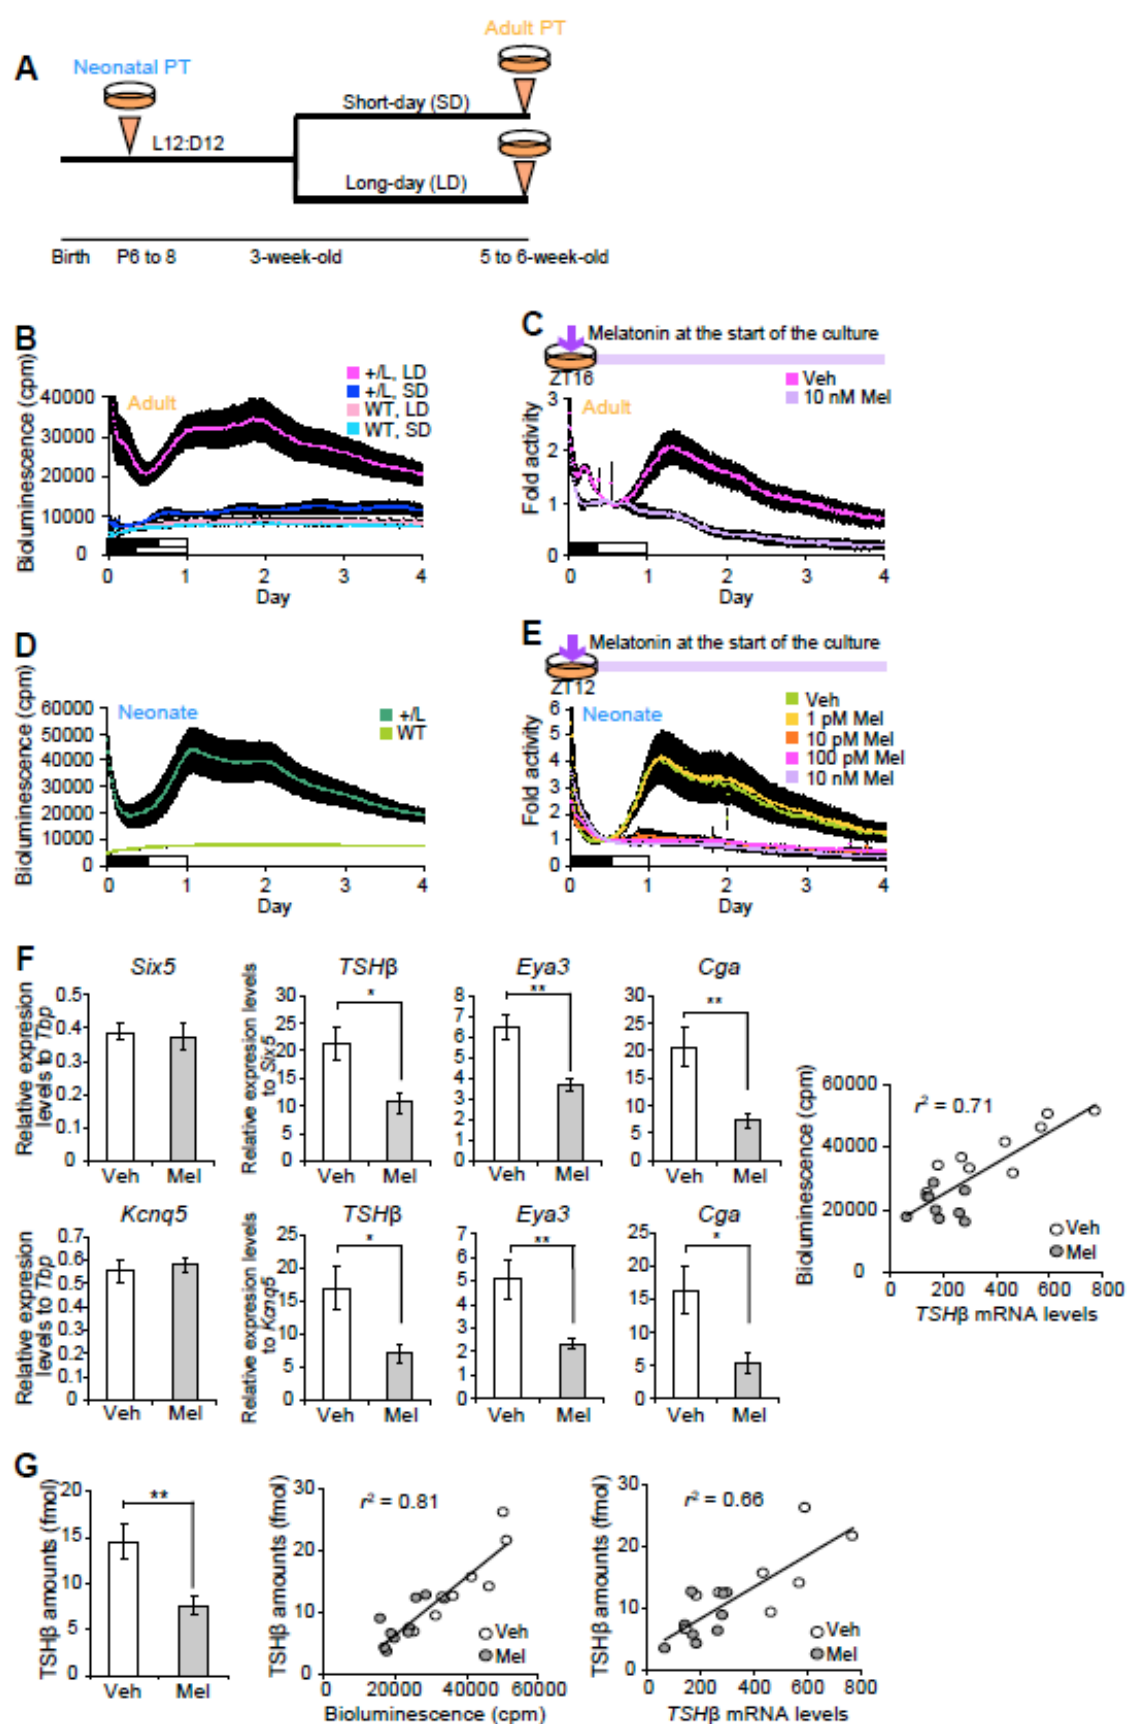 A
Neonatal PT
Adult PT
L12:D12
Short-day (SD)
Long-day (LD)
Birth P6 to 8 3-week-old 5 to 6-week-old
B
Bioluminescence (cpm)
40000
30000
20000
10000
0
Adult
+/L, LD
+/L, SD
WT, LD
WT, SD
0 1 2 3 4
Day
C
Melatonin at the start of the culture
ZT16
Fold activity
3
2
1
0
Adult
Veh
10 nM Mel
0 1 2 3 4
Day
D
Bioluminescence (cpm)
60000
50000
40000
30000
20000
10000
0
Neonate
+/L
WT
0 1 2 3 4
Day
E
Melatonin at the start of the culture
ZT12
Fold activity
6
5
4
3
2
1
0
Neonate
Veh
1 pM Mel
10 pM Mel
100 pM Mel
10 nM Mel
0 1 2 3 4
Day
F
Six5
Relative experesion
levels to Tbp
0.5
0.4
0.3
0.2
0.1
0
Veh Mel
TSHβ
Relative expression levels
to Six5
30
25
20
15
10
5
0
*
Veh Mel
Eya3
8
7
6
5
4
3
2
1
0
**
Veh Mel
Cga
30
25
20
15
10
5
0
**
Veh Mel
Kcnq5
Relative experesion
levels to Tbp
0.7
0.6
0.5
0.4
0.3
0.2
0.1
0
Veh Mel
TSHβ
Relative expression levels
to Kcnq5
25
20
15
10
5
0
*
Veh Mel
Eya3
7
6
5
4
3
2
1
0
**
Veh Mel
Cga
25
20
15
10
5
0
*
Veh Mel
Bioluminescence (cpm)
60000
40000
20000
0
r² = 0.71
Veh
Mel
0 200 400 600 800
TSHβ mRNA levels
G
TSHβ amounts (fmol)
20
15
10
5
0
**
Veh Mel
TSHβ amounts (fmol)
30
20
10
0
r² = 0.81
Veh
Mel
0 20000 40000 60000
Bioluminescence (cpm)
TSHβ amounts (fmol)
30
20
10
0
r² = 0.66
Veh
Mel
0 200 400 600 800
TSHβ mRNA levels